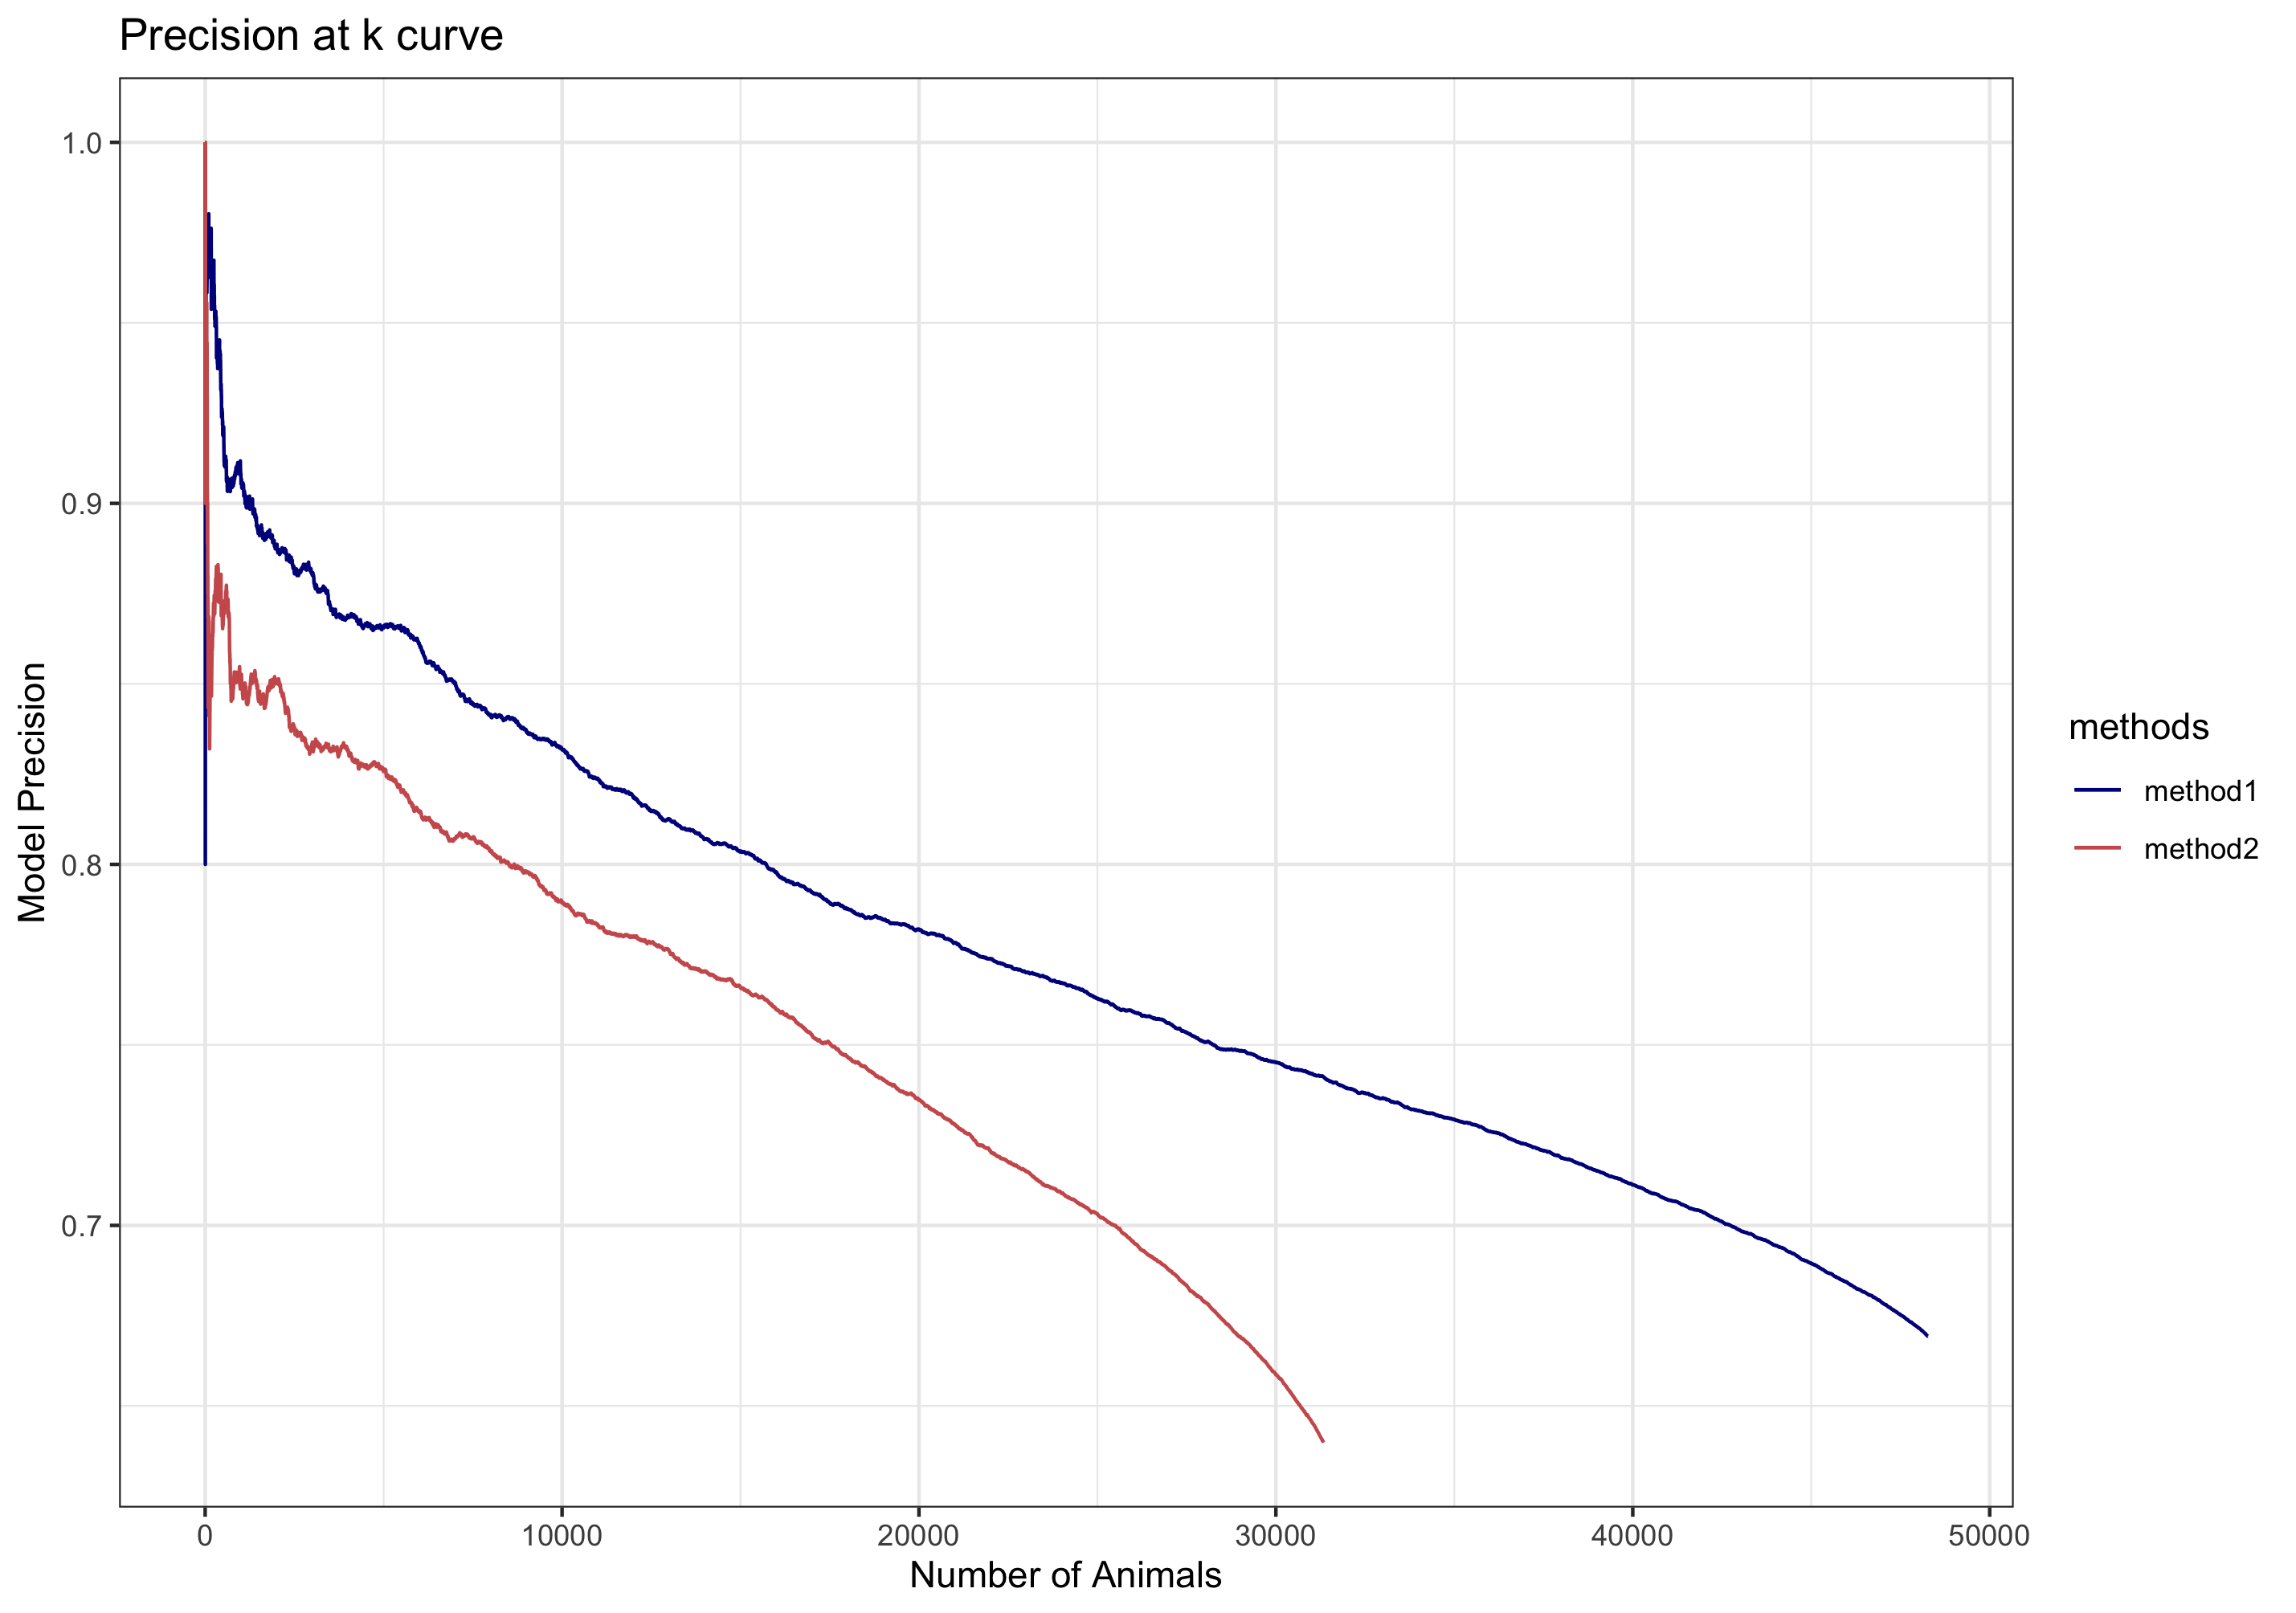 Precision at k curve
1.0
0.9
0.8
0.7
Model Precision
0 10000 20000 30000 40000 50000
Number of Animals
methods
method1
method2